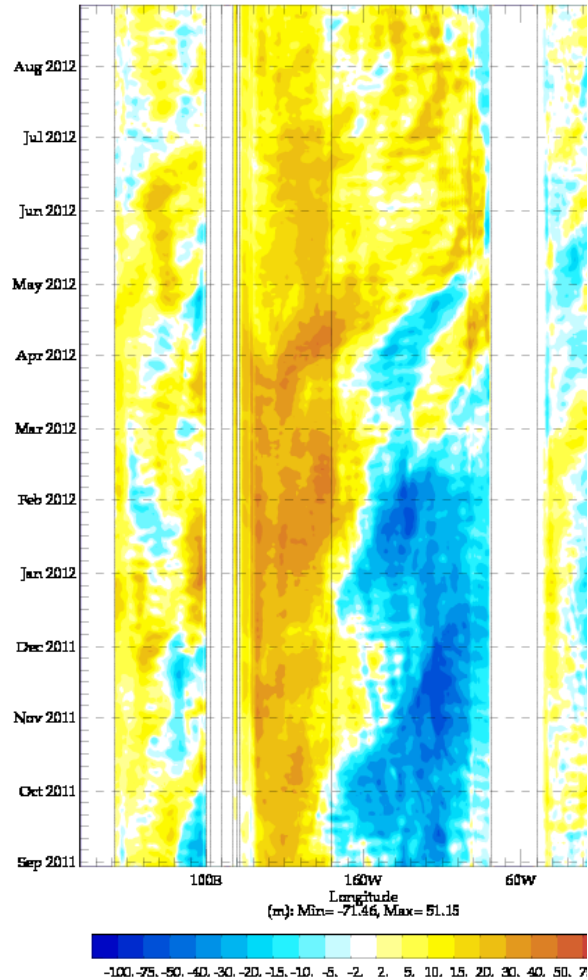 Aug 2012
Jul 2012
Jun 2012
May 2012
Apr 2012
Mar 2012
Feb 2012
Jan 2012
Dec 2011
Nov 2011
Oct 2011
Sep 2011
100E 160W 60W
Longitude
(m): Min= -71.46, Max= 51.15
-100. -75. -50. -40. -30. -20. -15. -10. -5. -2. 2. 5. 10. 15. 20. 30. 40. 50.